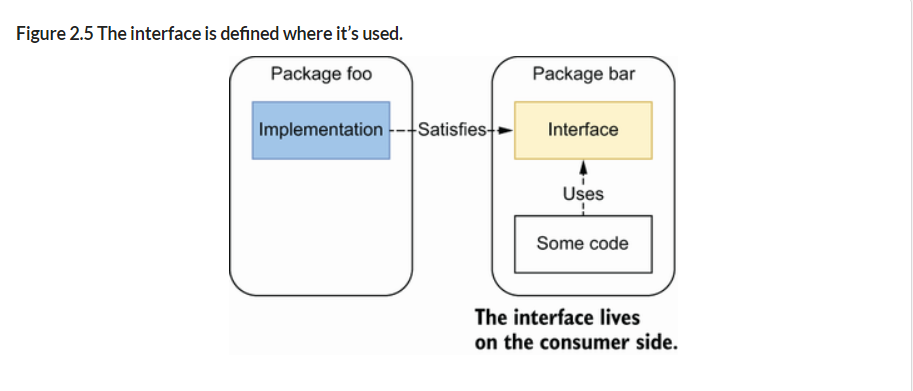 Figure 2.5 The interface is defined where it’s used.
Package foo
Package bar
Implementation
Satisfies
Interface
Uses
Some code
The interface lives
on the consumer side.